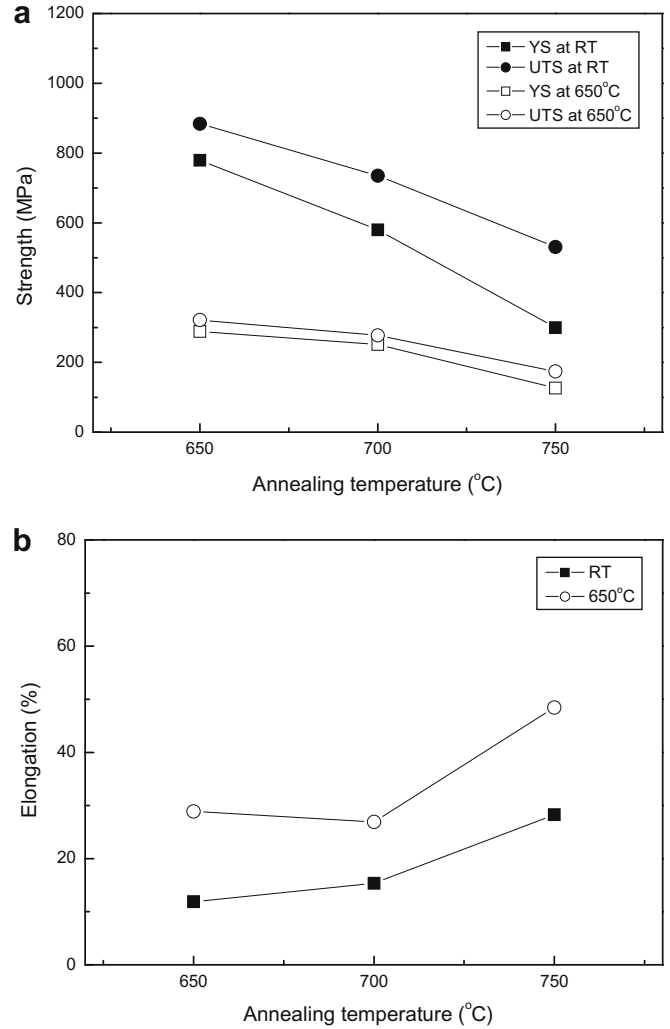 a
1200
1000
800
600
400
200
0
Strength (MPa)
YS at RT
UTS at RT
YS at 650°C
UTS at 650°C
650
700
750
Annealing temperature (°C)
b
80
60
40
20
0
Elongation (%)
RT
650°C
650
700
750
Annealing temperature (°C)